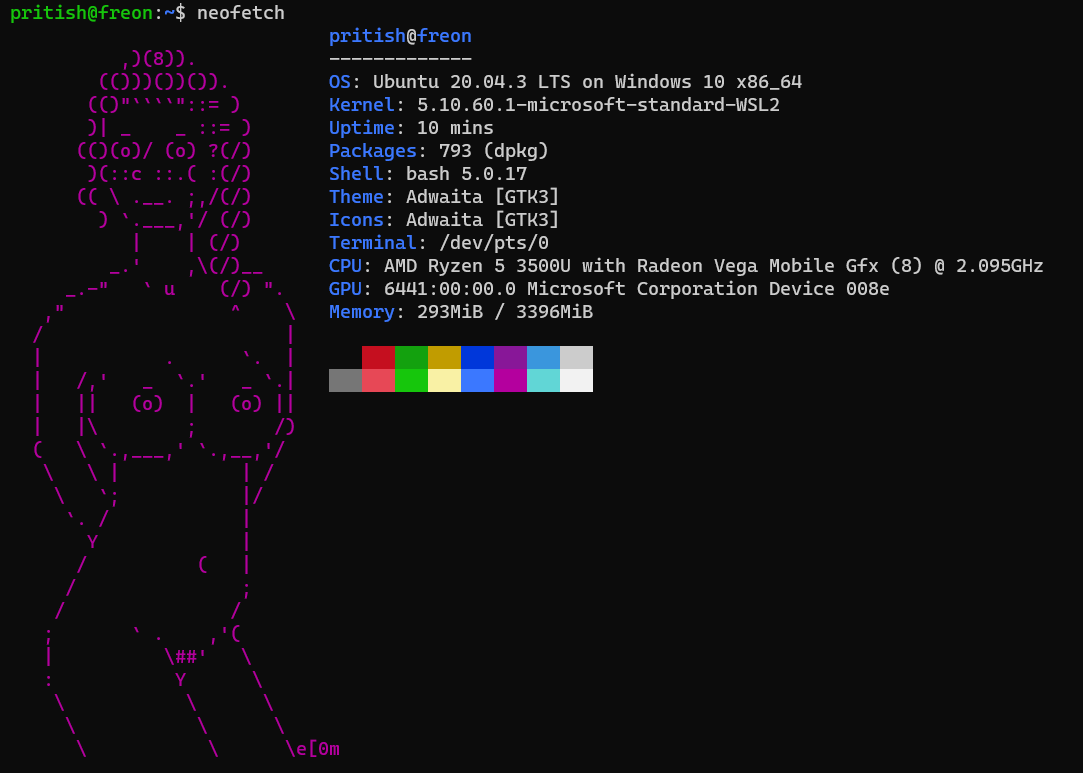 pritish@freon:~$ neofetch
pritish@freon
-------------
OS: Ubuntu 20.04.3 LTS on Windows 10 x86_64
Kernel: 5.10.60.1-microsoft-standard-WSL2
Uptime: 10 mins
Packages: 793 (dpkg)
Shell: bash 5.0.17
Theme: Adwaita [GTK3]
Icons: Adwaita [GTK3]
Terminal: /dev/pts/0
CPU: AMD Ryzen 5 3500U with Radeon Vega Mobile Gfx (8) @ 2.095GHz
GPU: 6441:00:00.0 Microsoft Corporation Device 008e
Memory: 293MiB / 3396MiB
e[0m